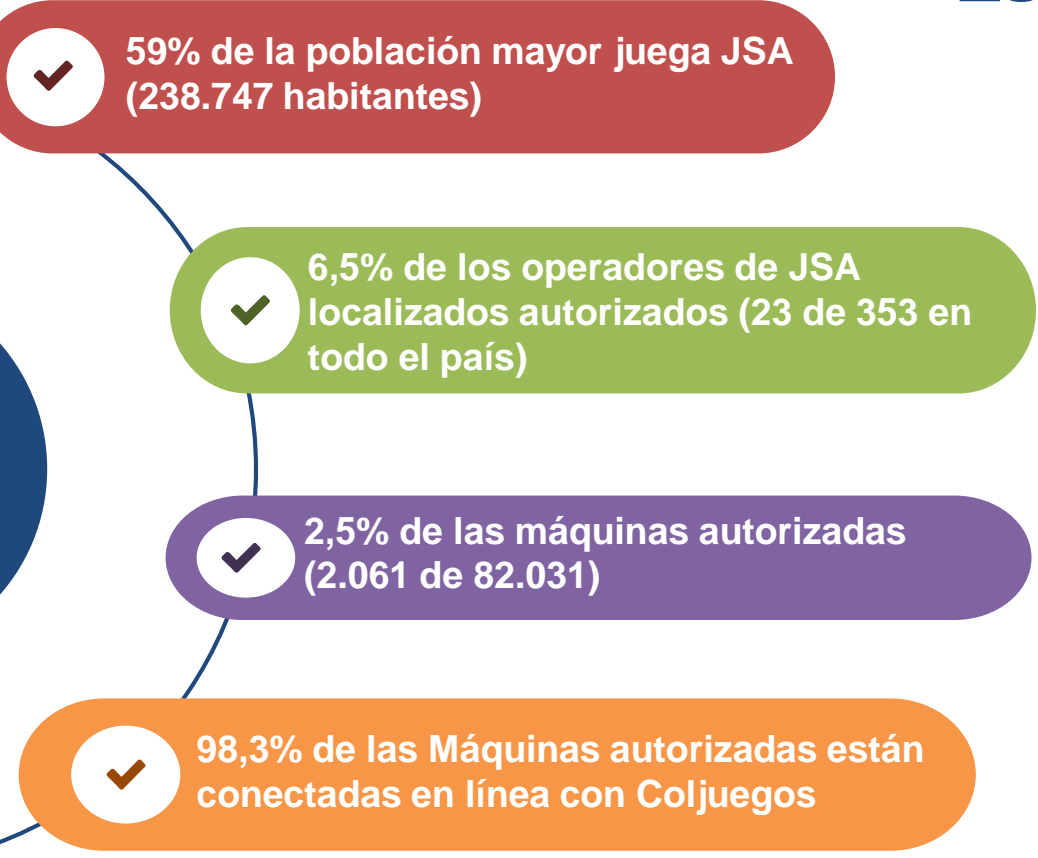 59% de la población mayor juega JSA
(238.747 habitantes)
6,5% de los operadores de JSA
localizados autorizados (23 de 353 en
todo el país)
2,5% de las máquinas autorizadas
(2.061 de 82.031)
98,3% de las Máquinas autorizadas están
conectadas en línea con Coljuegos